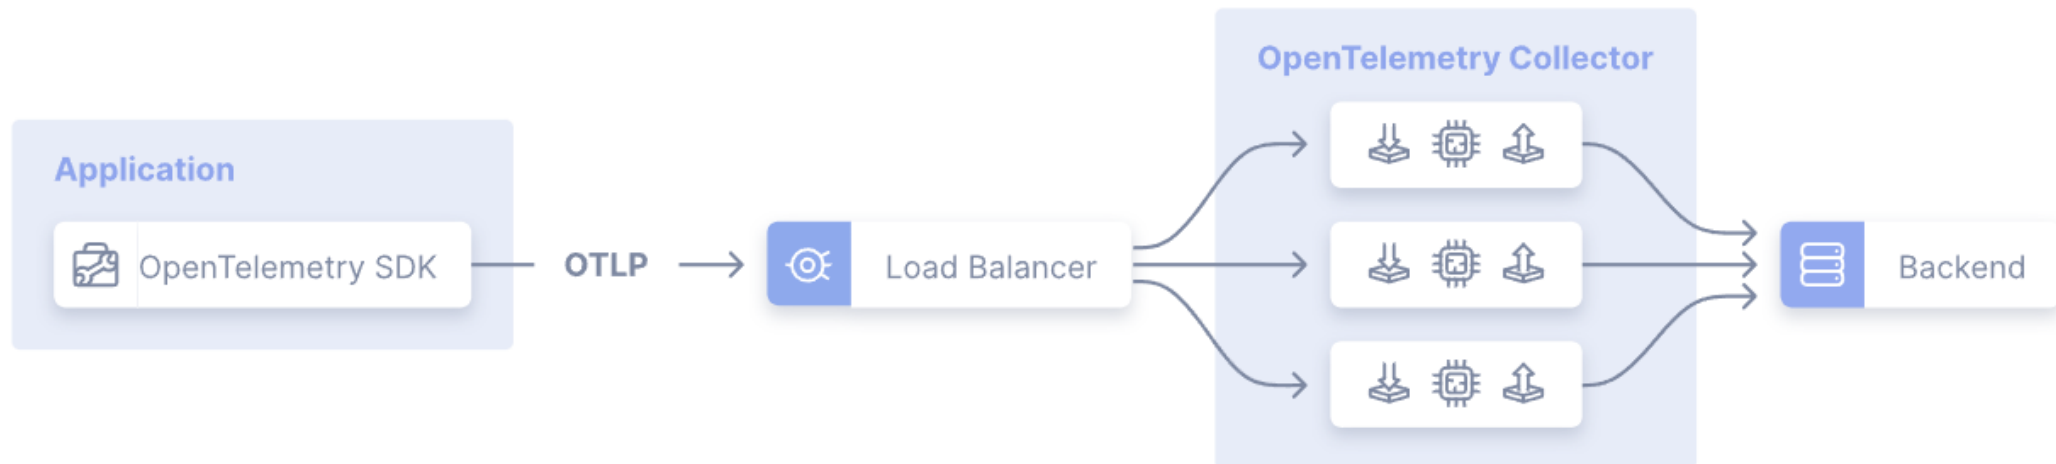 Application
OpenTelemetry SDK
OTLP
Load Balancer
OpenTelemetry Collector
Backend